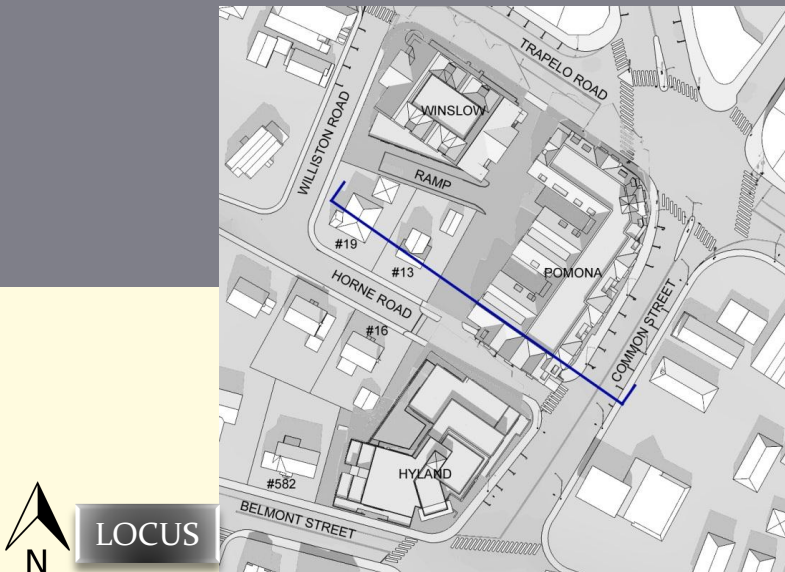 TRAPELO ROAD
WINSLOW
WILLISTON ROAD
RAMP
#19
#13
POMONA
HORNE ROAD
COMMON STREET
#16
HYLAND
#582
BELMONT STREET
LOCUS
N